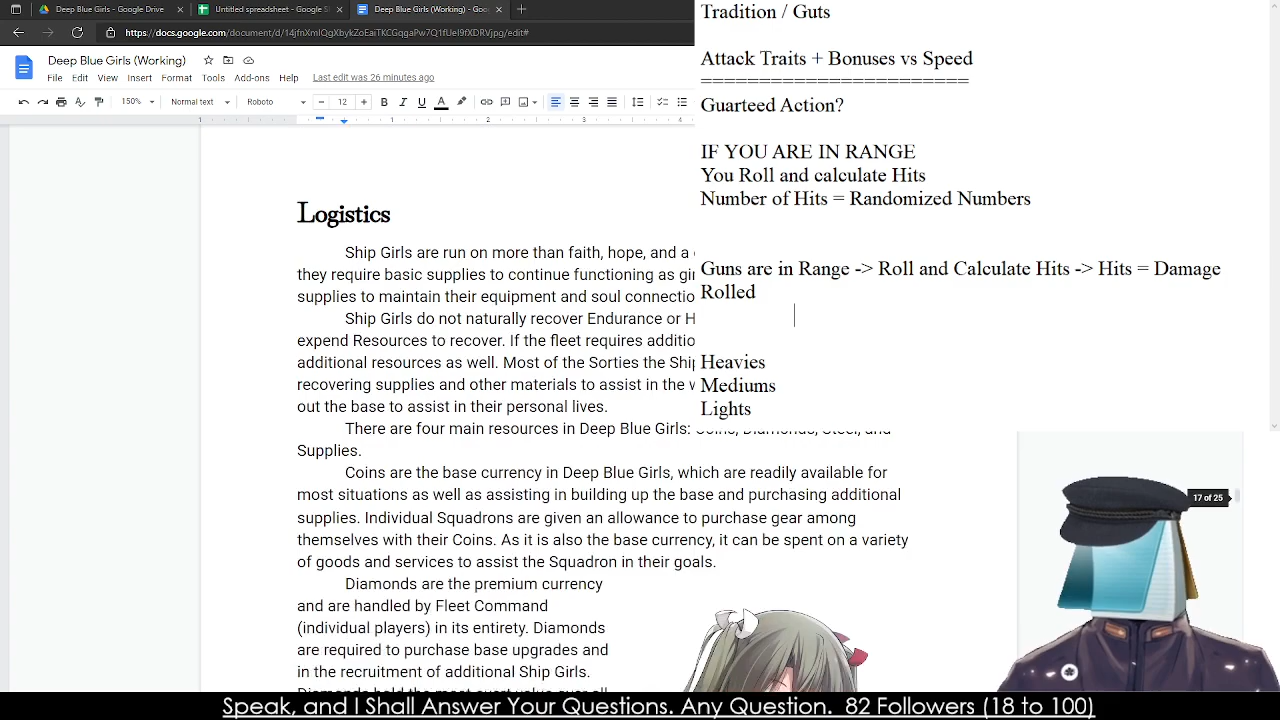 Deep Blue Girls - Google Drive
Untitled spreadsheet - Google S
Deep Blue Girls (Working) - Goo
Deep Blue Girls (Working)
File Edit View Insert Format Tools Add-ons Help
Last edit was 26 minutes ago
150% Normal text Roboto 12
Logistics
Ship Girls are run on more than faith, hope, and a
they require basic supplies to continue functioning as
supplies to maintain their equipment and soul
Ship Girls do not naturally recover Endurance or
expend Resources to recover. If the fleet requires
additional resources as well. Most of the Sorties the
recovering supplies and other materials to assist in the
out the base to assist in their personal lives.
There are four main resources in Deep Blue Girls: Coins, Diamonds, Steel, and
Supplies.
Coins are the base currency in Deep Blue Girls, which are readily available for
most situations as well as assisting in building up the base and purchasing additional
supplies. Individual Squadrons are given an allowance to purchase gear among
themselves with their Coins. As it is also the base currency, it can be spent on a variety
of goods and services to assist the Squadron in their goals.
Diamonds are the premium currency
and are handled by Fleet Command
(individual players) in its entirety. Diamonds
are required to purchase base upgrades and
in the recruitment of additional Ship Girls.
Tradition / Guts
Attack Traits + Bonuses vs Speed
=======================
Guarteed Action?
IF YOU ARE IN RANGE
You Roll and calculate Hits
Number of Hits = Randomized Numbers
Guns are in Range -> Roll and Calculate Hits -> Hits = Damage
Rolled
Heavies
Mediums
Lights
17 of 25
Speak, and I Shall Answer Your Questions. Any Question. 82 Followers (18 to 100)